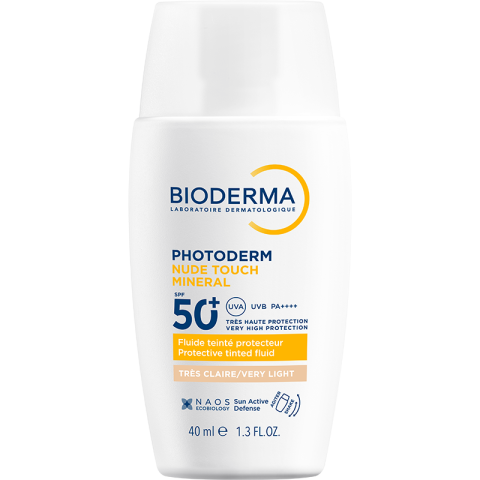 BIODERMA
LABORATOIRE DERMATOLOGIQUE
PHOTODERM
NUDE TOUCH
MINERAL
SPF
50+
UVA UVB PA++++
TRÈS HAUTE PROTECTION
VERY HIGH PROTECTION
Fluide teinté protecteur
Protective tinted fluid
TRÈS CLAIRE/VERY LIGHT
NAOS
ECOBIOLOGY
Sun Active
Defense
AGITER
SHAKE
40 ml ℮ 1.3 FL.OZ.